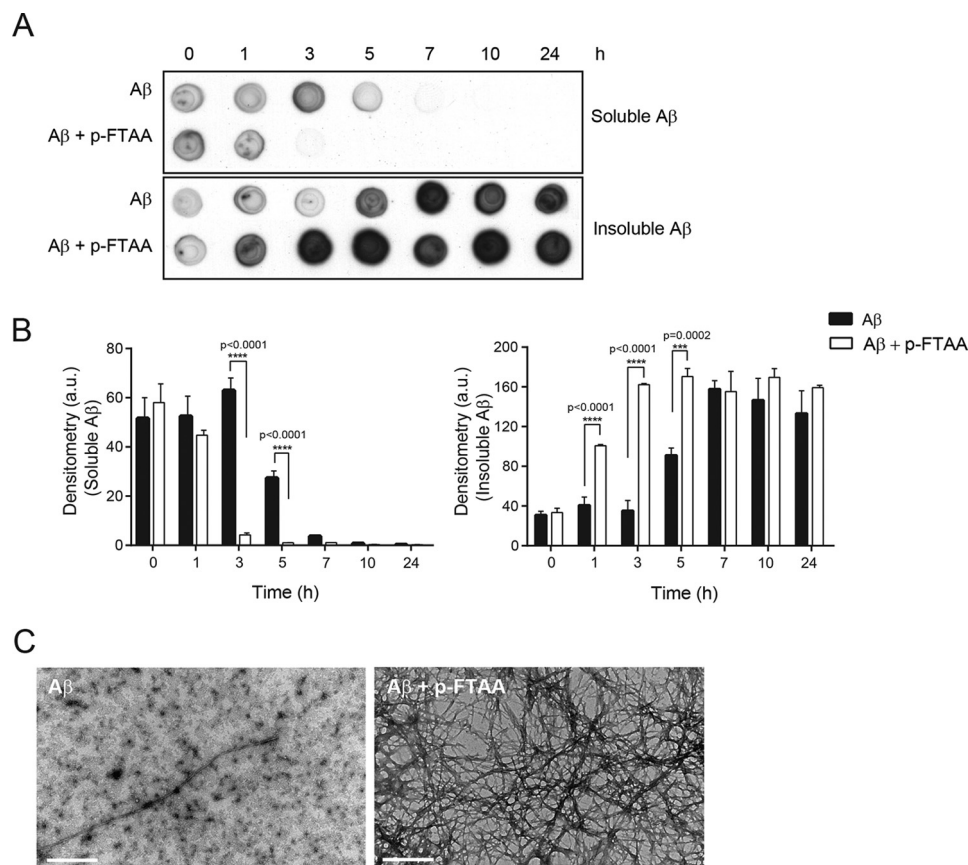 A
0 1 3 5 7 10 24 h
Aβ
Aβ + p-FTAA
Soluble Aβ
Aβ
Aβ + p-FTAA
Insoluble Aβ
B
Aβ
Aβ + p-FTAA
Densitometry (a.u.)
(Soluble Aβ)
60
40
20
0
p<0.0001
****
p<0.0001
****
0 1 3 5 7 10 24
Time (h)
Densitometry (a.u.)
(Insoluble Aβ)
200
160
120
80
40
0
p<0.0001
****
p<0.0001
****
p=0.0002
***
0 1 3 5 7 10 24
Time (h)
C
Aβ
Aβ + p-FTAA